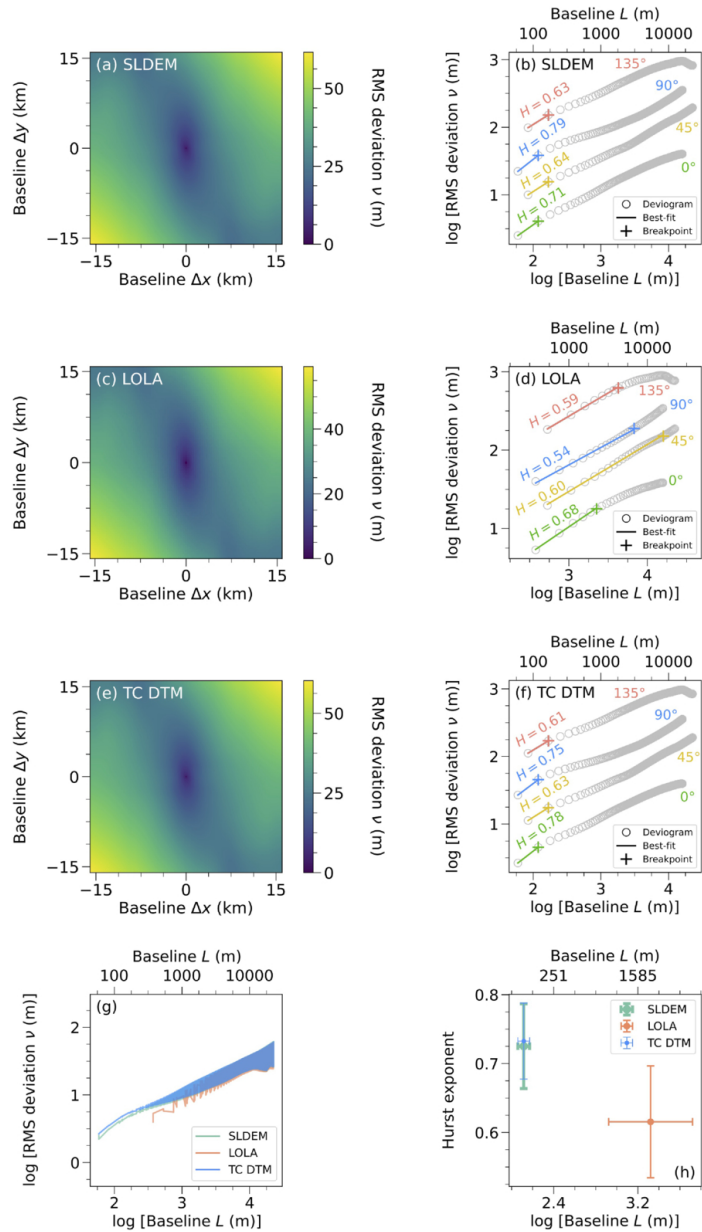 (a) SLDEM
15
0
−15
Baseline Δy (km)
−15 0 15
Baseline Δx (km)
50
25
0
RMS deviation ν (m)
Baseline L (m)
100 1000 10000
(b) SLDEM
135°
90°
45°
0°
H = 0.63
H = 0.79
H = 0.64
H = 0.71
Deviogram
Best-fit
Breakpoint
3
2
1
log [RMS deviation ν (m)]
2 3 4
log [Baseline L (m)]
(c) LOLA
15
0
−15
Baseline Δy (km)
−15 0 15
Baseline Δx (km)
40
20
0
RMS deviation ν (m)
Baseline L (m)
1000 10000
(d) LOLA
135°
90°
45°
0°
H = 0.59
H = 0.54
H = 0.60
H = 0.68
Deviogram
Best-fit
Breakpoint
3
2
1
log [RMS deviation ν (m)]
3 4
log [Baseline L (m)]
(e) TC DTM
15
0
−15
Baseline Δy (km)
−15 0 15
Baseline Δx (km)
50
25
0
RMS deviation ν (m)
Baseline L (m)
100 1000 10000
(f) TC DTM
135°
90°
45°
0°
H = 0.61
H = 0.75
H = 0.63
H = 0.78
Deviogram
Best-fit
Breakpoint
3
2
1
log [RMS deviation ν (m)]
2 3 4
log [Baseline L (m)]
Baseline L (m)
100 1000 10000
(g)
2
1
0
log [RMS deviation ν (m)]
SLDEM
LOLA
TC DTM
2 3 4
log [Baseline L (m)]
Baseline L (m)
251 1585
0.8
0.7
0.6
Hurst exponent
SLDEM
LOLA
TC DTM
(h)
2.4 3.2
log [Baseline L (m)]